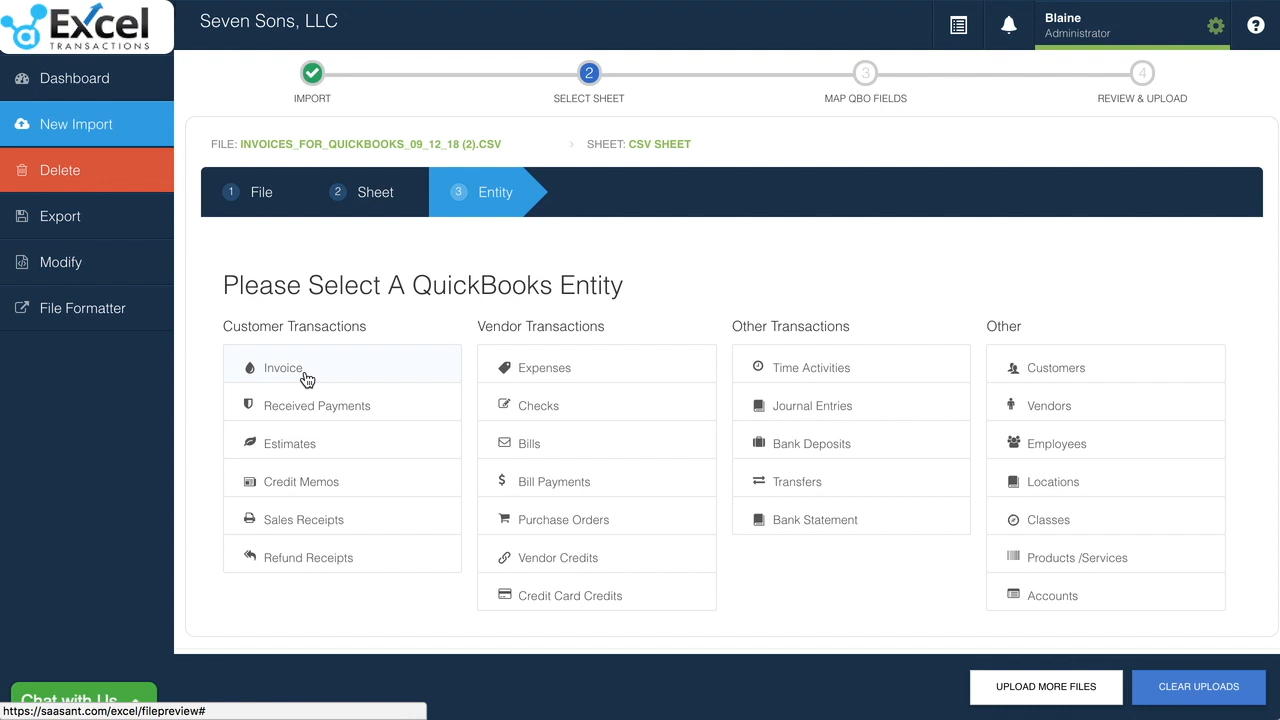 Excel
TRANSACTIONS
Seven Sons, LLC
Blaine
Administrator
?
Dashboard
New Import
Delete
Export
Modify
File Formatter
2
3
4
IMPORT
SELECT SHEET
MAP QBO FIELDS
REVIEW & UPLOAD
FILE: INVOICES_FOR_QUICKBOOKS_09_12_18 (2).CSV > SHEET: CSV SHEET
1 File
2 Sheet
3 Entity
Please Select A QuickBooks Entity
Customer Transactions
Invoice
Received Payments
Estimates
Credit Memos
Sales Receipts
Refund Receipts
Vendor Transactions
Expenses
Checks
Bills
$ Bill Payments
Purchase Orders
Vendor Credits
Credit Card Credits
Other Transactions
Time Activities
Journal Entries
Bank Deposits
Transfers
Bank Statement
Other
Customers
Vendors
Employees
Locations
Classes
Products /Services
Accounts
UPLOAD MORE FILES
CLEAR UPLOADS
Chat with Us
https://saasant.com/excel/filepreview#